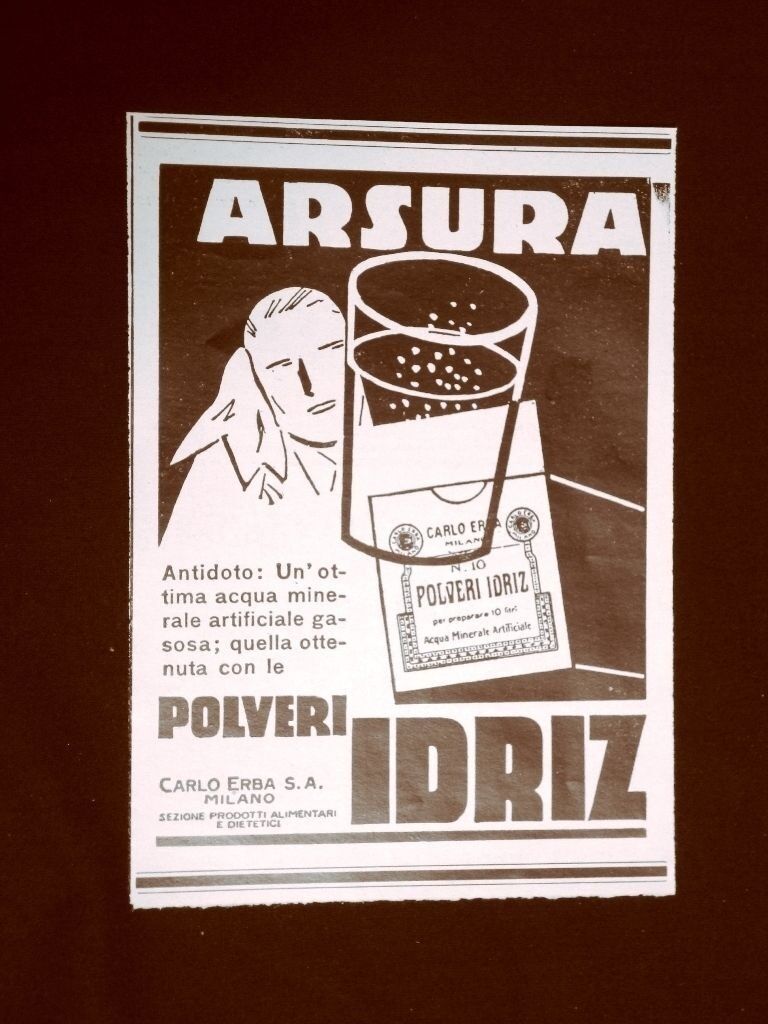 ARSURA
CARLO ERBA
MILANO
N. 10
POLVERI IDRIZ
per preparare 10 litri
Acqua Minerale Artificiale
Antidoto: Un'ot-
tima acqua mine-
rale artificiale ga-
sosa; quella otte-
nuta con le
POLVERI
IDRIZ
CARLO ERBA S.A.
MILANO
SEZIONE PRODOTTI ALIMENTARI
E DIETETICI